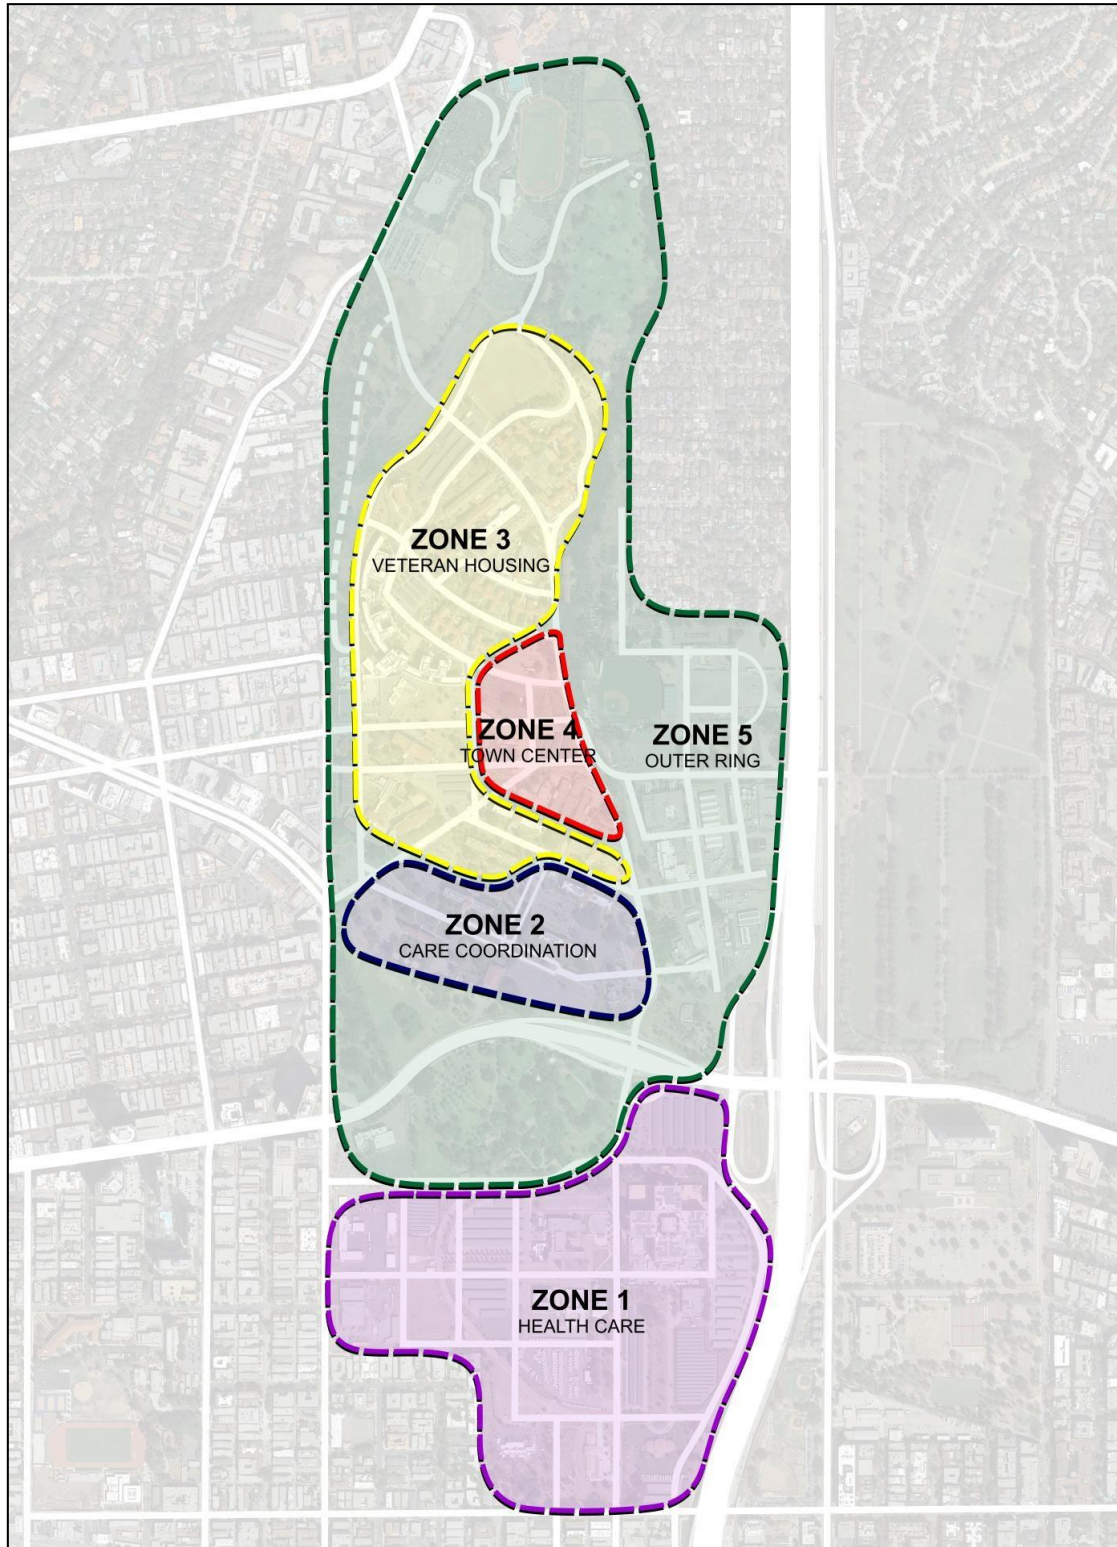 ZONE 3
VETERAN HOUSING
ZONE 4
TOWN CENTER
ZONE 5
OUTER RING
ZONE 2
CARE COORDINATION
ZONE 1
HEALTH CARE